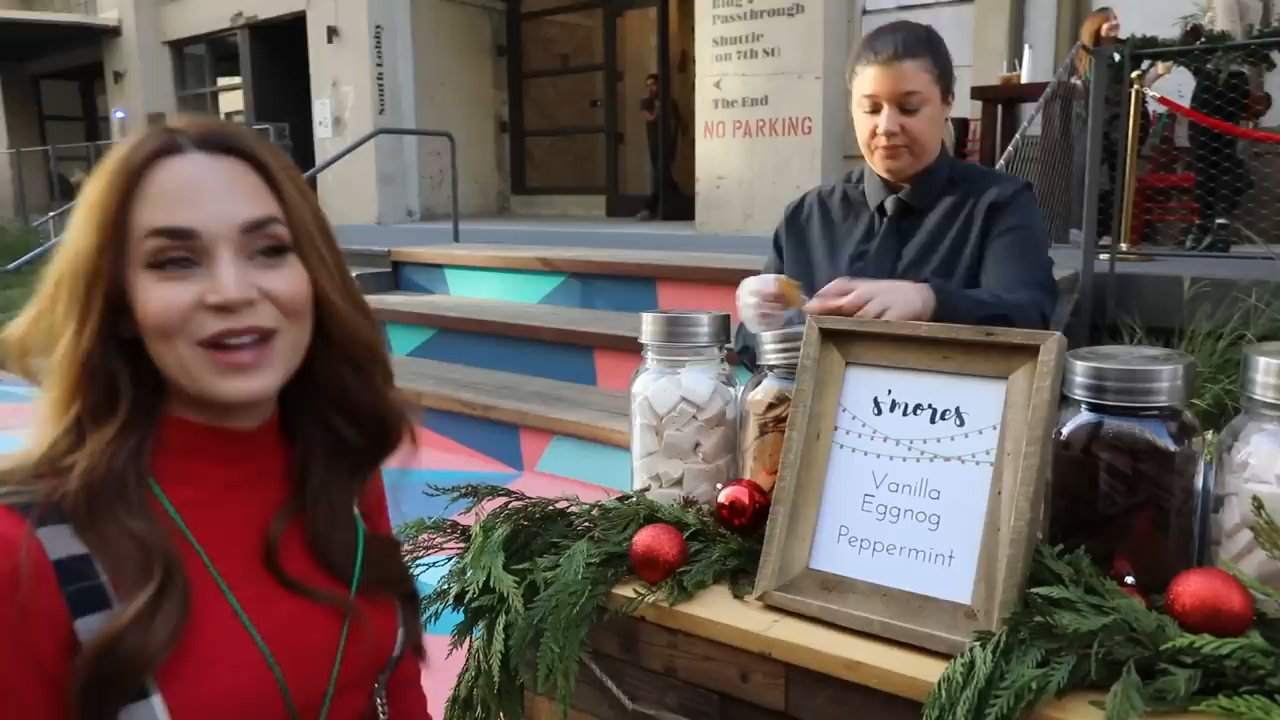 South Lobby
Bldg 2
Passthrough
Shuttle
(on 7th St)
<
The End
NO PARKING
s'mores
Vanilla
Eggnog
Peppermint